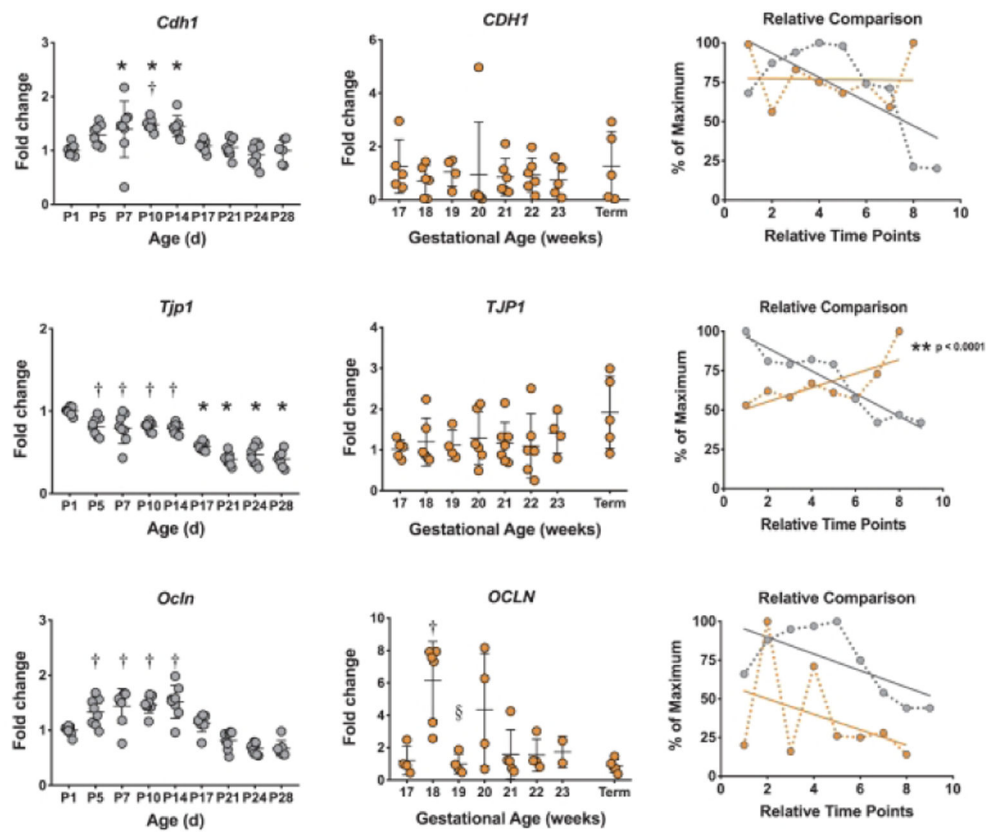 Cdh1
Fold change
3
2
1
0
* * *
†
P1 P5 P7 P10 P14 P17 P21 P24 P28
Age (d)
CDH1
Fold change
6
4
2
0
17 18 19 20 21 22 23 Term
Gestational Age (weeks)
Relative Comparison
% of Maximum
100
75
50
25
0
0 2 4 6 8 10
Relative Time Points
Tjp1
Fold change
2
1
0
† † † † * * * *
P1 P5 P7 P10 P14 P17 P21 P24 P28
Age (d)
TJP1
Fold change
4
3
2
1
0
17 18 19 20 21 22 23 Term
Gestational Age (weeks)
Relative Comparison
% of Maximum
100
75
50
25
0
** p < 0.0001
0 2 4 6 8 10
Relative Time Points
Ocln
Fold change
3
2
1
0
† † † †
P1 P5 P7 P10 P14 P17 P21 P24 P28
Age (d)
OCLN
Fold change
10
8
6
4
2
0
†
§
17 18 19 20 21 22 23 Term
Gestational Age (weeks)
Relative Comparison
% of Maximum
100
75
50
25
0
0 2 4 6 8 10
Relative Time Points